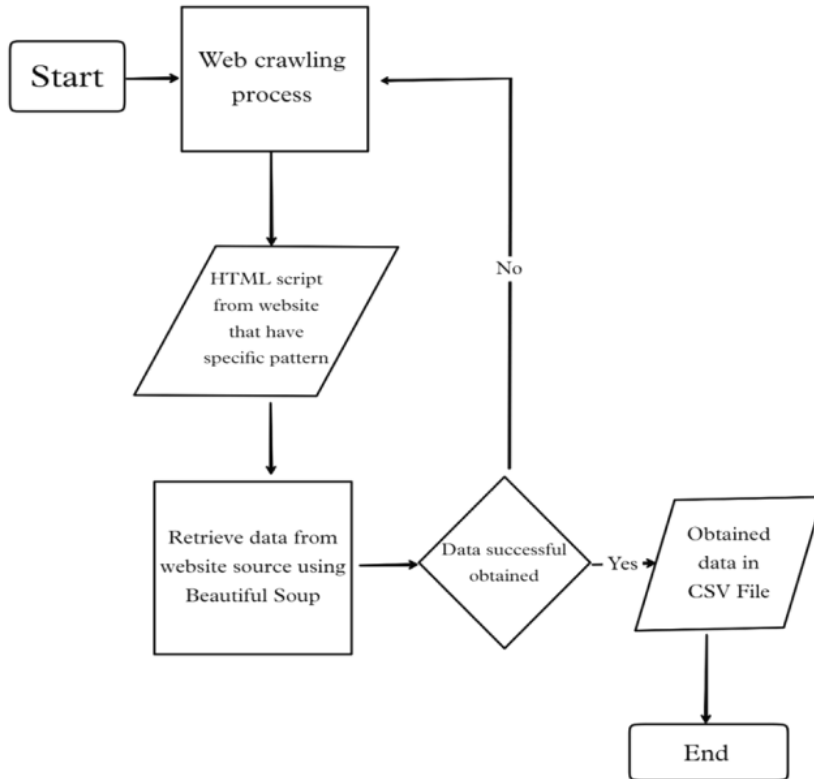 Start
Web crawling
process
HTML script
from website
that have
specific pattern
No
Retrieve data from
website source using
Beautiful Soup
Data successful
obtained
Yes
Obtained
data in
CSV File
End